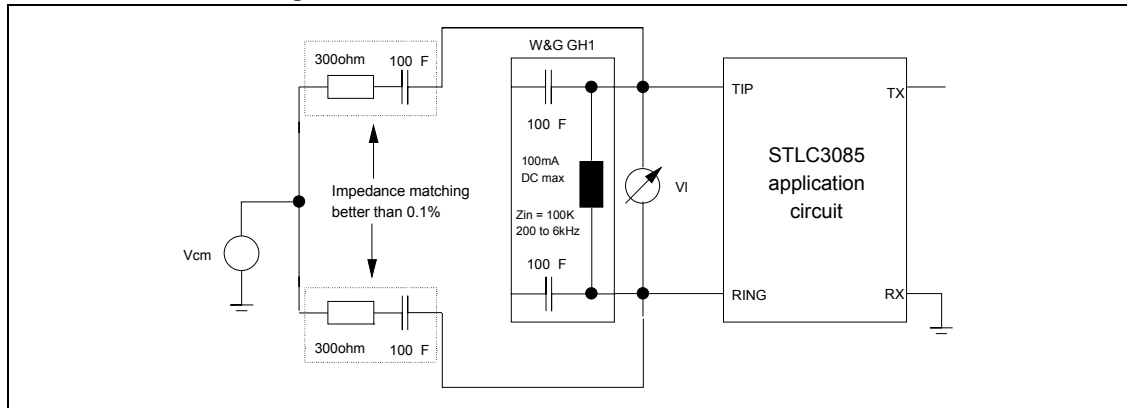 W&G GH1
300ohm
100 F
TIP
TX
100 F
100mA
DC max
STLC3085
application
circuit
Impedance matching
better than 0.1%
Vl
Zin = 100K
200 to 6kHz
Vcm
100 F
RING
RX
300ohm
100 F